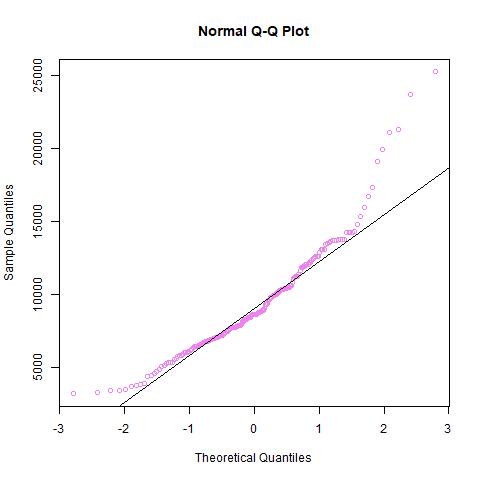 Normal Q-Q Plot
Sample Quantiles
25000
20000
15000
10000
5000
-3 -2 -1 0 1 2 3
Theoretical Quantiles